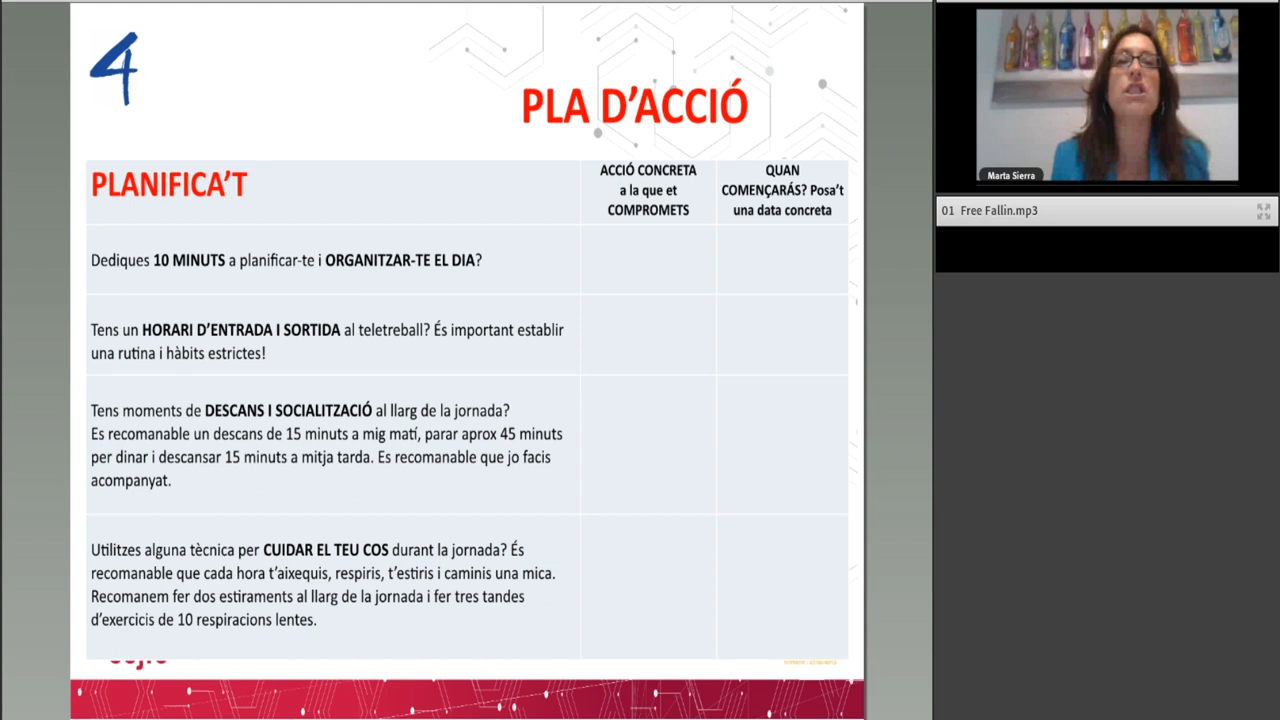 4
PLA D’ACCIÓ
PLANIFICA’T
ACCIÓ CONCRETA
a la que et
COMPROMETS
QUAN
COMENÇARÁS? Posa’t
una data concreta
Dediques 10 MINUTS a planificar-te i ORGANITZAR-TE EL DIA?
Tens un HORARI D’ENTRADA I SORTIDA al teletreball? És important establir
una rutina i hàbits estrictes!
Tens moments de DESCANS I SOCIALITZACIÓ al llarg de la jornada?
Es recomanable un descans de 15 minuts a mig matí, parar aprox 45 minuts
per dinar i descansar 15 minuts a mitja tarda. Es recomanable que jo facis
acompanyat.
Utilitzes alguna tècnica per CUIDAR EL TEU COS durant la jornada? És
recomanable que cada hora t’aixequis, respiris, t’estiris i caminis una mica.
Recomanem fer dos estiraments al llarg de la jornada i fer tres tandes
d’exercicis de 10 respiracions lentes.
Marta Sierra
01 Free Fallin.mp3